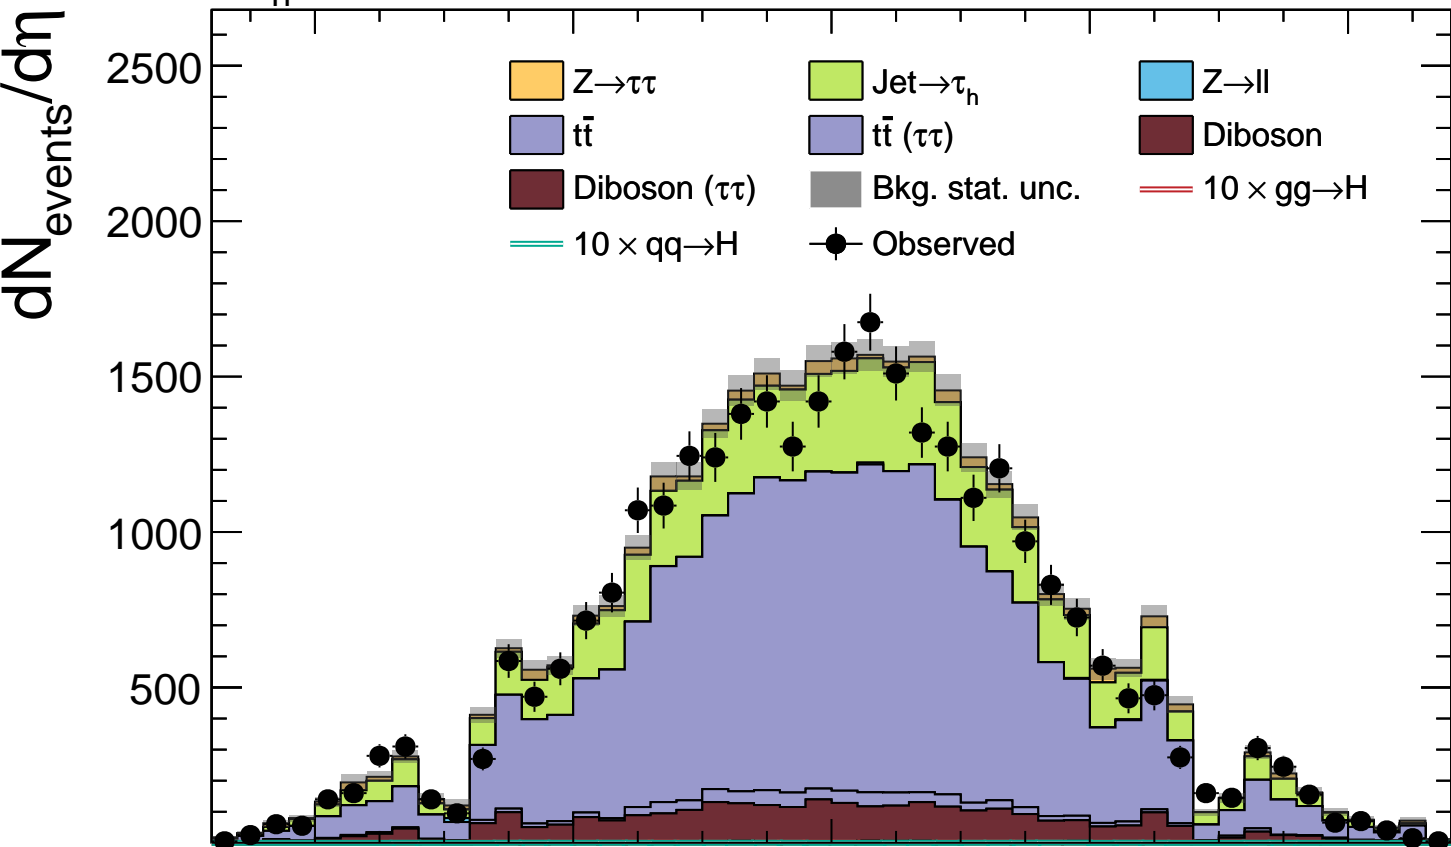 dN_events/dη
2500
2000
1500
1000
500
Z→ττ
Jet→τ_h
Z→ll
tt̄
tt̄ (ττ)
Diboson
Diboson (ττ)
Bkg. stat. unc.
10 × gg→H
10 × qq→H
Observed